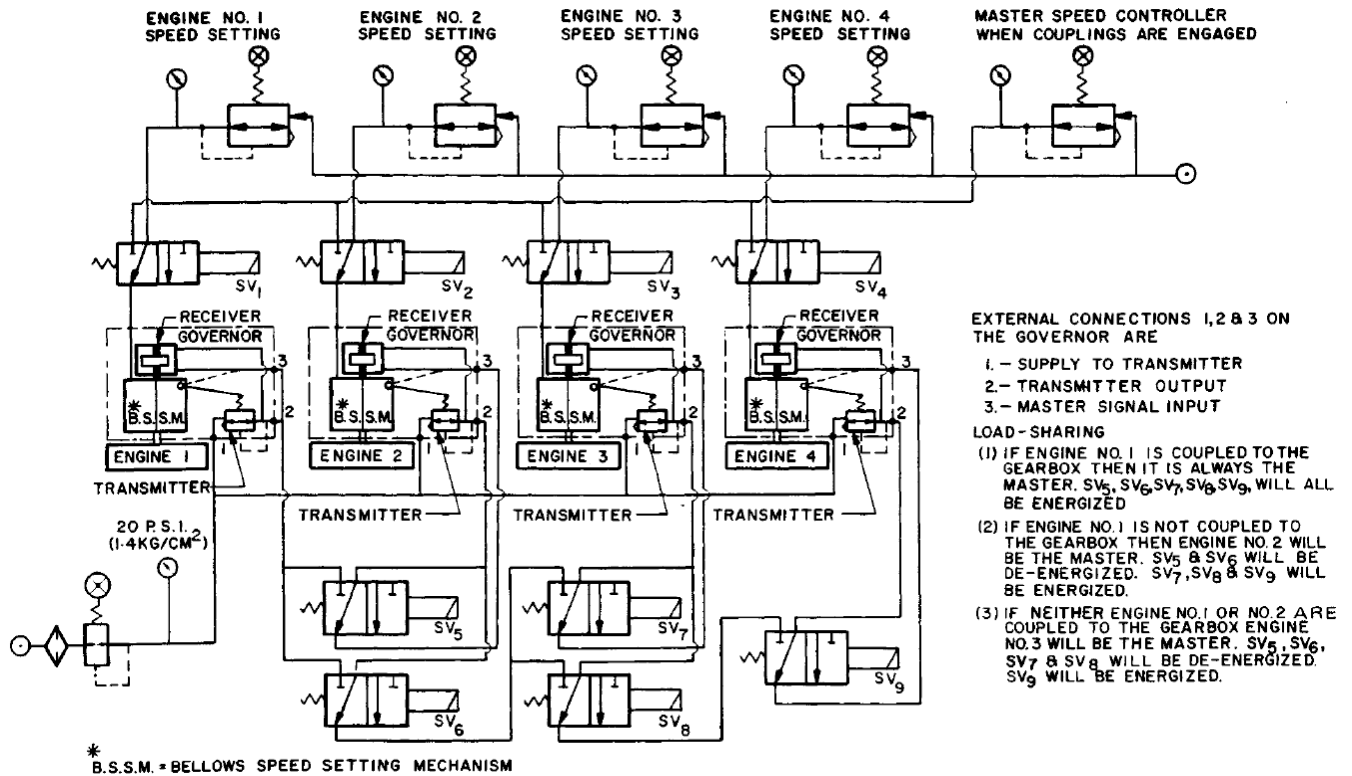 ENGINE NO. 1
SPEED SETTING
ENGINE NO. 2
SPEED SETTING
ENGINE NO. 3
SPEED SETTING
ENGINE NO. 4
SPEED SETTING
MASTER SPEED CONTROLLER
WHEN COUPLINGS ARE ENGAGED
SV1
SV2
SV3
SV4
RECEIVER
GOVERNOR
3
* B.S.S.M.
2
1
ENGINE 1
TRANSMITTER
RECEIVER
GOVERNOR
3
* B.S.S.M.
2
1
ENGINE 2
TRANSMITTER
RECEIVER
GOVERNOR
3
* B.S.S.M.
2
1
ENGINE 3
TRANSMITTER
RECEIVER
GOVERNOR
3
* B.S.S.M.
2
1
ENGINE 4
TRANSMITTER
20 P.S.I.
(1·4KG/CM2)
SV5
SV6
SV7
SV8
SV9
EXTERNAL CONNECTIONS 1,2 & 3 ON
THE GOVERNOR ARE
1. – SUPPLY TO TRANSMITTER
2. – TRANSMITTER OUTPUT
3. – MASTER SIGNAL INPUT
LOAD-SHARING
(1) IF ENGINE NO. 1 IS COUPLED TO THE
GEARBOX THEN IT IS ALWAYS THE
MASTER. SV5, SV6, SV7, SV8, SV9, WILL ALL
BE ENERGIZED
(2) IF ENGINE NO. 1 IS NOT COUPLED TO
THE GEARBOX THEN ENGINE NO. 2 WILL
BE THE MASTER. SV5 & SV6 WILL BE
DE-ENERGIZED. SV7, SV8 & SV9 WILL
BE ENERGIZED.
(3) IF NEITHER ENGINE NO. 1 OR NO. 2 ARE
COUPLED TO THE GEARBOX ENGINE
NO. 3 WILL BE THE MASTER. SV5, SV6,
SV7 & SV8 WILL BE DE-ENERGIZED.
SV9 WILL BE ENERGIZED.
* B.S.S.M. = BELLOWS SPEED SETTING MECHANISM